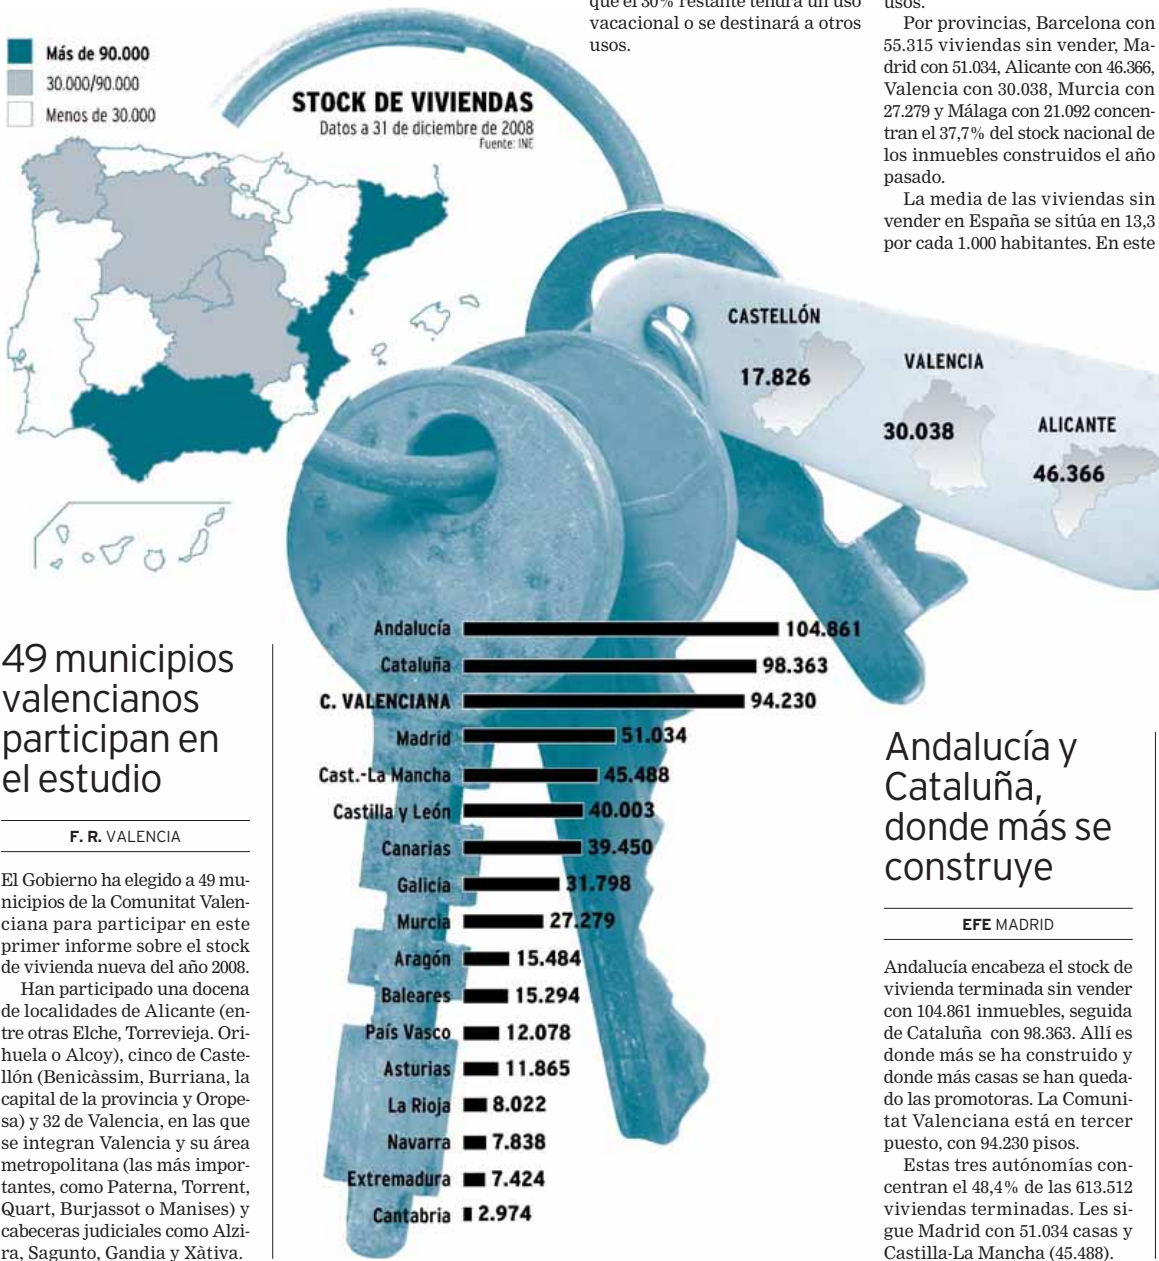 que el 30% restante tendrá un uso
vacacional o se destinará a otros
usos.
usos.
Por provincias, Barcelona con
55.315 viviendas sin vender, Ma-
drid con 51.034, Alicante con 46.366,
Valencia con 30.038, Murcia con
27.279 y Málaga con 21.092 concen-
tran el 37,7% del stock nacional de
los inmuebles construidos el año
pasado.
La media de las viviendas sin
vender en España se sitúa en 13,3
por cada 1.000 habitantes. En este
Más de 90.000
30.000/90.000
Menos de 30.000
STOCK DE VIVIENDAS
Datos a 31 de diciembre de 2008
Fuente: INE
CASTELLÓN
17.826
VALENCIA
30.038
ALICANTE
46.366
Andalucía 104.861
Cataluña 98.363
C. VALENCIANA 94.230
Madrid 51.034
Cast.-La Mancha 45.488
Castilla y León 40.003
Canarias 39.450
Galicia 31.798
Murcia 27.279
Aragón 15.484
Baleares 15.294
País Vasco 12.078
Asturias 11.865
La Rioja 8.022
Navarra 7.838
Extremadura 7.424
Cantabria 2.974
49 municipios
valencianos
participan en
el estudio
F. R. VALENCIA
El Gobierno ha elegido a 49 mu-
nicipios de la Comunitat Valen-
ciana para participar en este
primer informe sobre el stock
de vivienda nueva del año 2008.
Han participado una docena
de localidades de Alicante (en-
tre otras Elche, Torrevieja. Ori-
huela o Alcoy), cinco de Caste-
llón (Benicàssim, Burriana, la
capital de la provincia y Orope-
sa) y 32 de Valencia, en las que
se integran Valencia y su área
metropolitana (las más impor-
tantes, como Paterna, Torrent,
Quart, Burjassot o Manises) y
cabeceras judiciales como Alzi-
ra, Sagunto, Gandia y Xàtiva.
Andalucía y
Cataluña,
donde más se
construye
EFE MADRID
Andalucía encabeza el stock de
vivienda terminada sin vender
con 104.861 inmuebles, seguida
de Cataluña con 98.363. Allí es
donde más se ha construido y
donde más casas se han queda-
do las promotoras. La Comuni-
tat Valenciana está en tercer
puesto, con 94.230 pisos.
Estas tres autónomías con-
centran el 48,4% de las 613.512
viviendas terminadas. Les si-
gue Madrid con 51.034 casas y
Castilla-La Mancha (45.488).